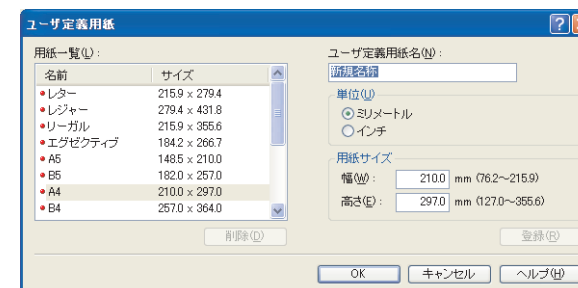 ユーザ定義用紙
用紙一覧(L):
名前 サイズ
レター 215.9 × 279.4
レジャー 279.4 × 431.8
リーガル 215.9 × 355.6
エグゼクティブ 184.2 × 266.7
A5 148.5 × 210.0
B5 182.0 × 257.0
A4 210.0 × 297.0
B4 257.0 × 364.0
削除(D)
ユーザ定義用紙名(N):
新規名称
単位(U)
ミリメートル
インチ
用紙サイズ
幅(W): 210.0 mm (76.2~215.9)
高さ(E): 297.0 mm (127.0~355.6)
登録(R)
OK キャンセル ヘルプ(H)